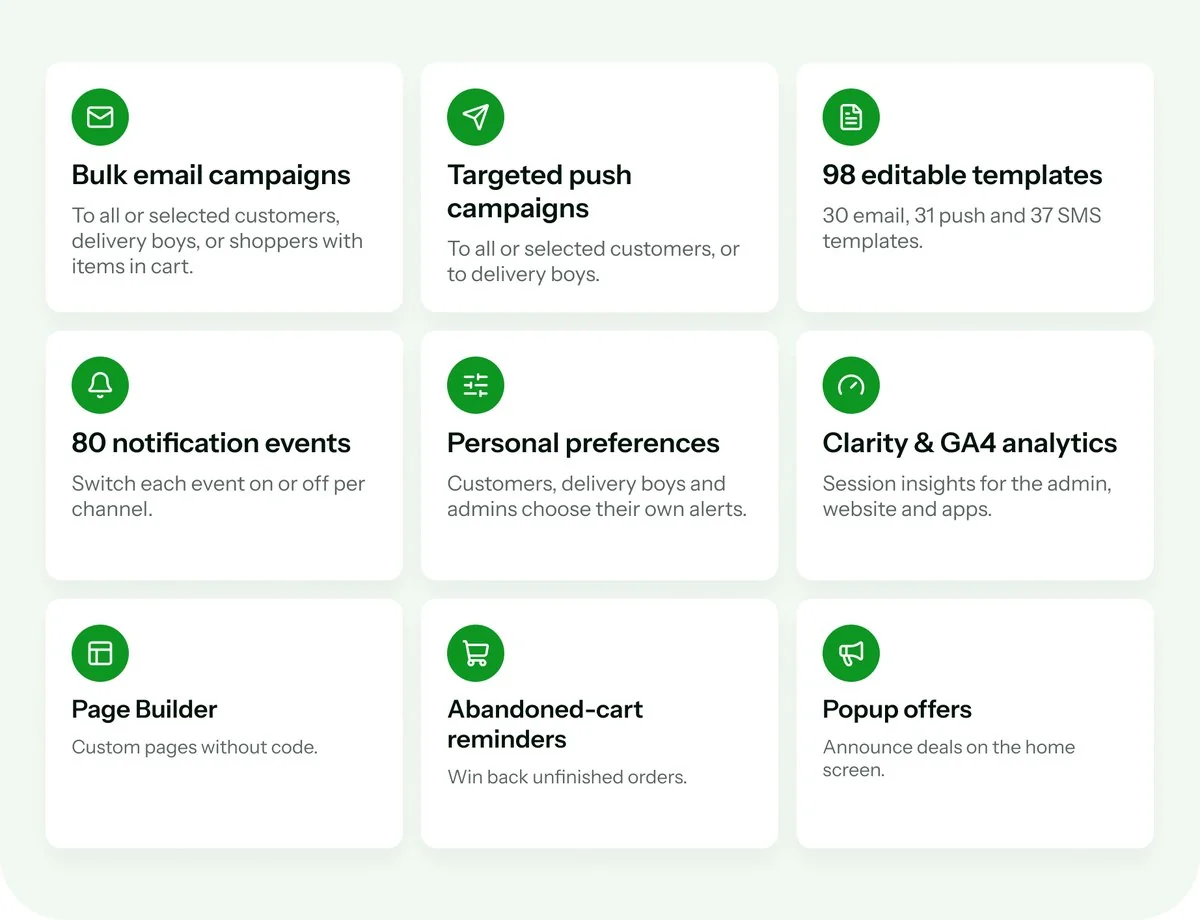 Bulk email campaigns
To all or selected customers,
delivery boys, or shoppers with
items in cart.
Targeted push
campaigns
To all or selected customers, or
to delivery boys.
98 editable templates
30 email, 31 push and 37 SMS
templates.
80 notification events
Switch each event on or off per
channel.
Personal preferences
Customers, delivery boys and
admins choose their own alerts.
Clarity & GA4 analytics
Session insights for the admin,
website and apps.
Page Builder
Custom pages without code.
Abandoned-cart
reminders
Win back unfinished orders.
Popup offers
Announce deals on the home
screen.